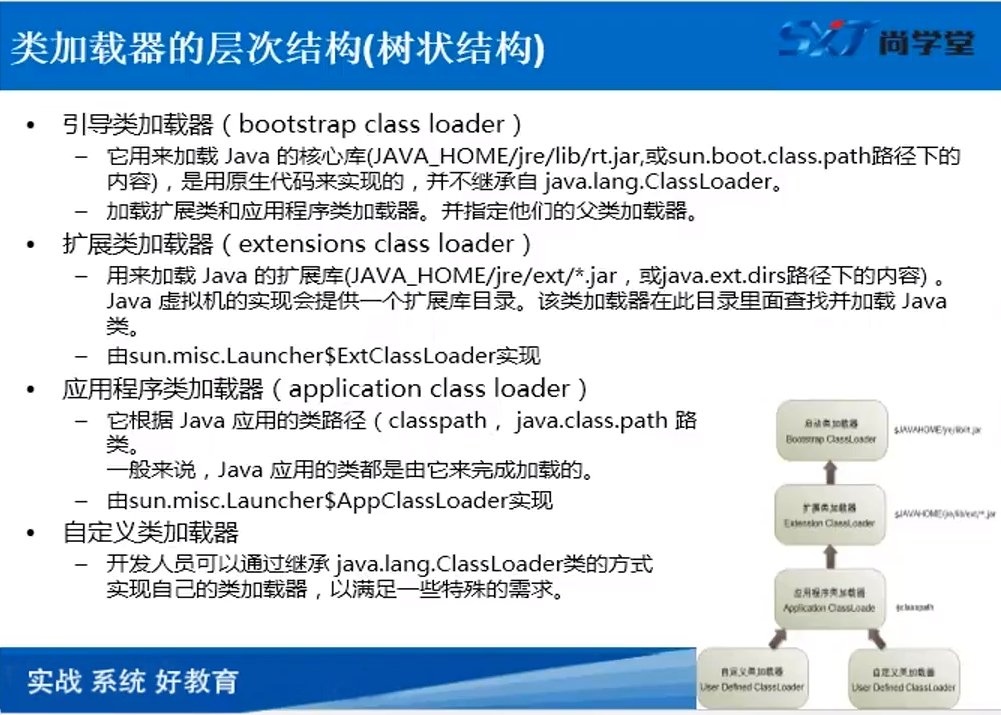 类加载器的层次结构(树状结构)
SXT 尚学堂
• 引导类加载器（bootstrap class loader）
– 它用来加载 Java 的核心库(JAVA_HOME/jre/lib/rt.jar,或sun.boot.class.path路径下的
内容)，是用原生代码来实现的，并不继承自 java.lang.ClassLoader。
– 加载扩展类和应用程序类加载器。并指定他们的父类加载器。
• 扩展类加载器（extensions class loader）
– 用来加载 Java 的扩展库(JAVA_HOME/jre/ext/*.jar，或java.ext.dirs路径下的内容) 。
Java 虚拟机的实现会提供一个扩展库目录。该类加载器在此目录里面查找并加载 Java
类。
– 由sun.misc.Launcher$ExtClassLoader实现
• 应用程序类加载器（application class loader）
– 它根据 Java 应用的类路径（classpath， java.class.path 路
类。
一般来说，Java 应用的类都是由它来完成加载的。
– 由sun.misc.Launcher$AppClassLoader实现
• 自定义类加载器
– 开发人员可以通过继承 java.lang.ClassLoader类的方式
实现自己的类加载器，以满足一些特殊的需求。
启动类加载器
Bootstrap ClassLoader
$JAVAHOME/jre/lib/rt.jar
扩展类加载器
Extension ClassLoader
$JAVAHOME/jre/lib/ext/*.jar
应用程序类加载器
Application ClassLoade
$classpath
自定义类加载器
User Defined ClassLoader
自定义类加载器
User Defined ClassLoader
实战 系统 好教育